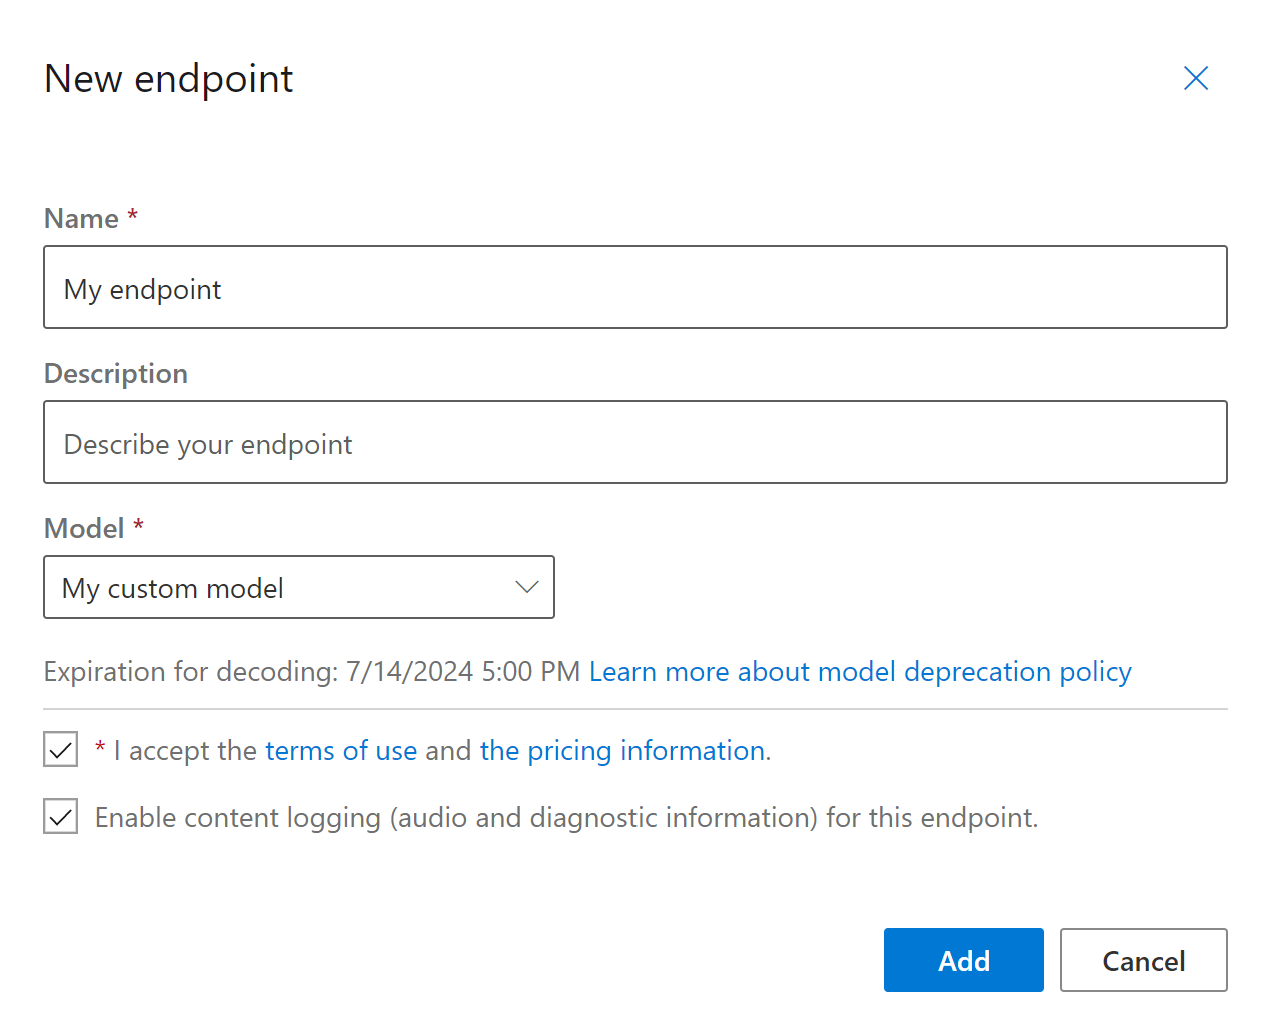 New endpoint
Name *
My endpoint
Description
Describe your endpoint
Model *
My custom model
Expiration for decoding: 7/14/2024 5:00 PM Learn more about model deprecation policy
* I accept the terms of use and the pricing information.
Enable content logging (audio and diagnostic information) for this endpoint.
Add Cancel